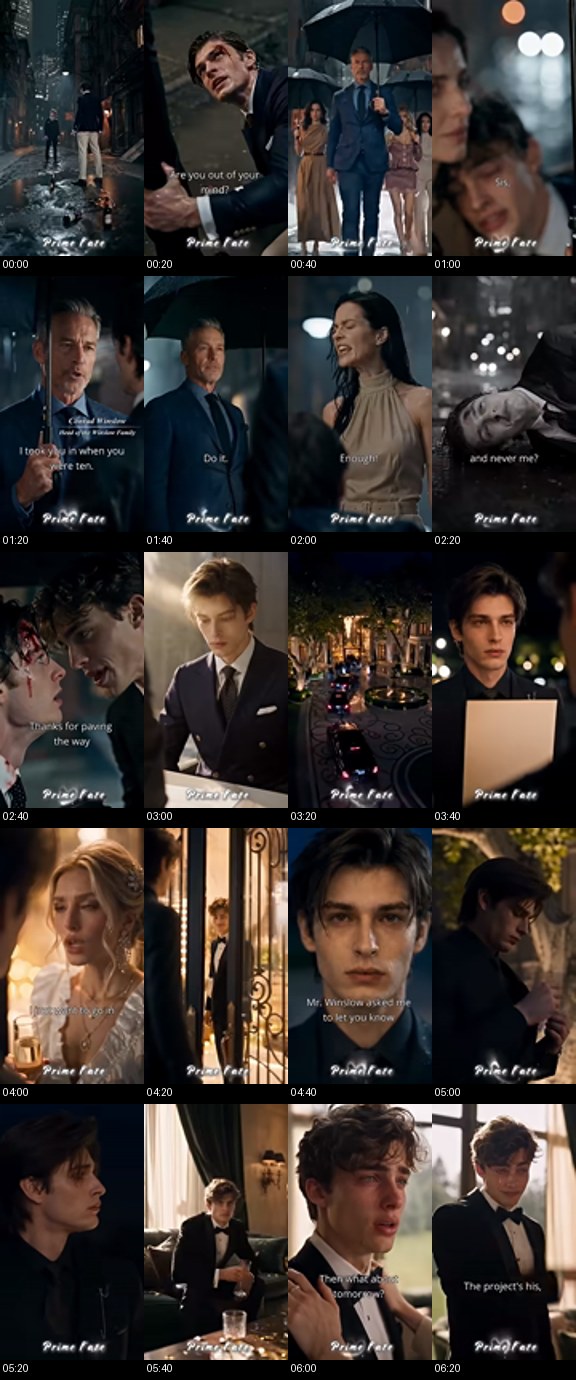 Prime Fate
00:00
Are you out of your
mind?
Prime Fate
00:20
Prime Fate
00:40
Sis,
Prime Fate
01:00
Conrad Winslow
Head of the Winslow Family
I took you in when you
were ten.
Prime Fate
01:20
Do it.
Prime Fate
01:40
Enough!
Prime Fate
02:00
and never me?
Prime Fate
02:20
Thanks for paving
the way
Prime Fate
02:40
Prime Fate
03:00
Prime Fate
03:20
Prime Fate
03:40
want to go in
Prime Fate
04:00
Prime Fate
04:20
Mr. Winslow asked me
to let you know
Prime Fate
04:40
Prime Fate
05:00
Prime Fate
05:20
Prime Fate
05:40
Then what about
tomorrow?
Prime Fate
06:00
The project's his,
Prime Fate
06:20